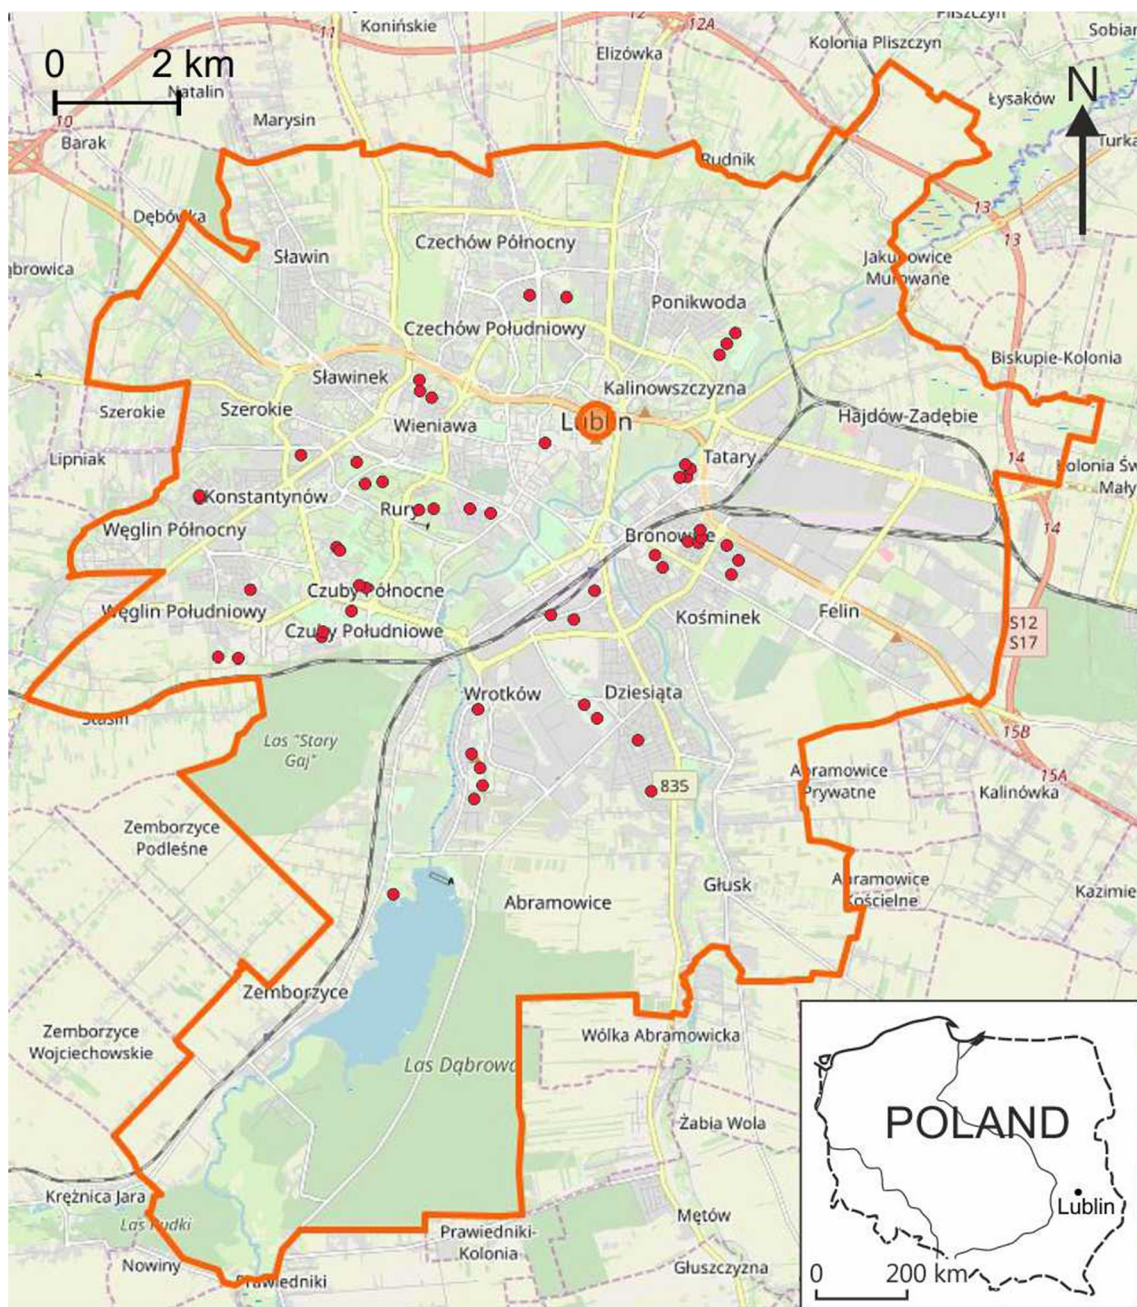 Koninśkie
12
12A
Pliszczyn
Sobian
11
Elizówka
Kolonia Pliszczyn
0 2 km
N
Natalin
Łysaków
10
Marysin
Barak
Turka
Rudnik
Dębówka
13
Czechów Północny
13
Sławin
Jakubowice
Murowane
ąbrowica
Ponikwoda
Czechów Południowy
Biskupie-Kolonia
Sławinek
Kalinowszczyzna
Szerokie
Szerokie
Wieniawa
Lublin
Hajdów-Zadębie
Lipniak
Tatary
14
Kolonia Św
Mały
Konstantynów
Rury
Węglin Północny
14
Bronowice
Czuby Północne
Węglin Południowy
Kośminek
Felin
S12
S17
Czuby Południowe
Wrotków
Dziesiąta
Stasin
Las "Stary
Gaj"
15B
15A
835
Abramowice
Prywatne
Kalinówka
Zemborzyce
Podleśne
Głusk
Abramowice
Kościelne
Kazimie
Abramowice
Zemborzyce
Zemborzyce
Wojciechowskie
Wólka Abramowicka
Las Dąbrowa
POLAND
Żabia Wola
Krężnica Jara
Lublin
Las Rudki
Mętów
Prawiedniki-
Kolonia
Nowiny
Głuszczyzna
Prawiedniki
0 200 km